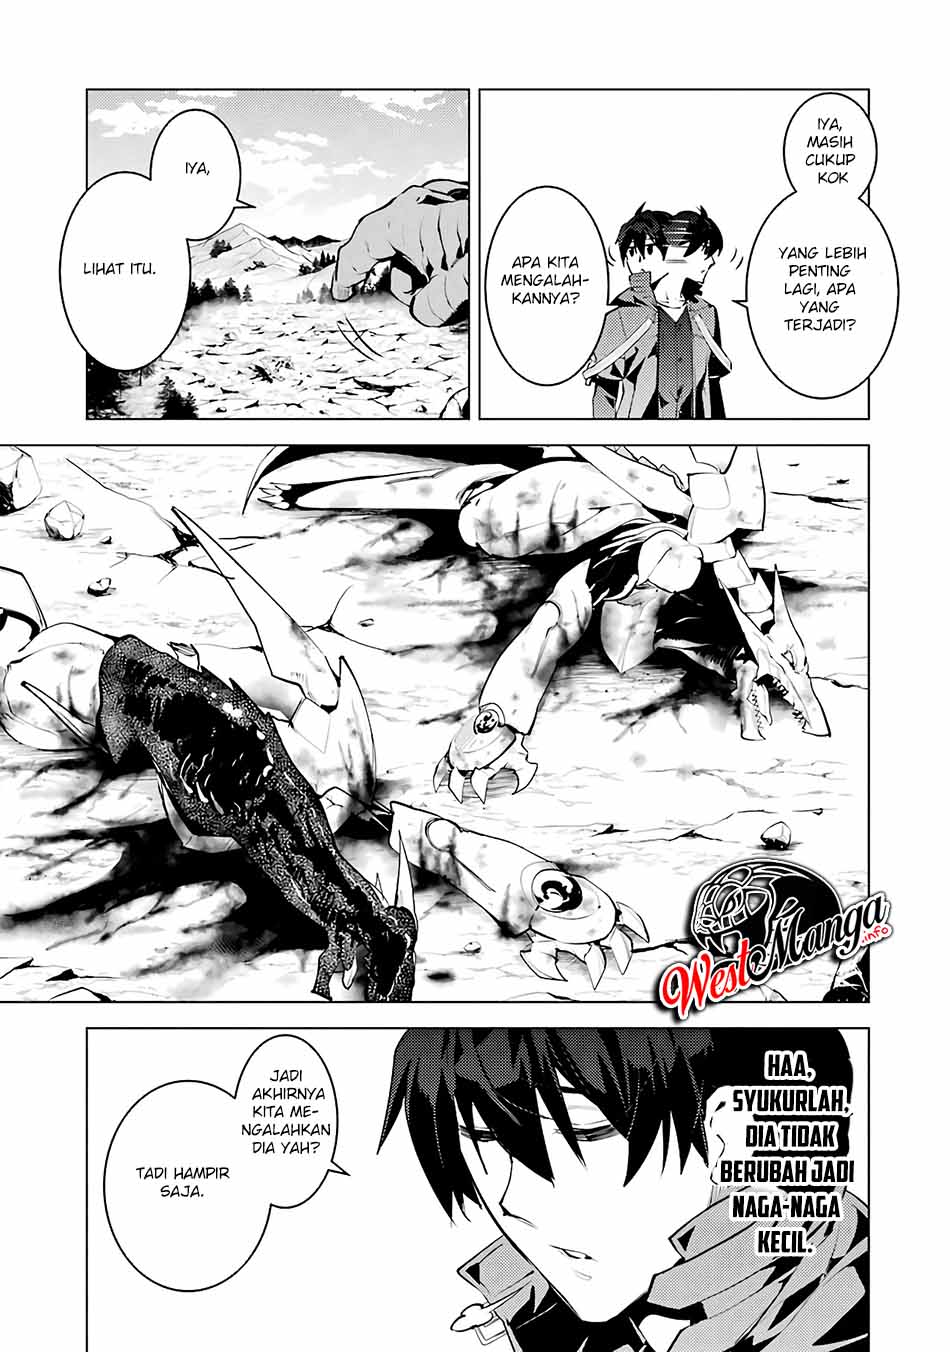 IYA,
MASIH
CUKUP
KOK
YANG LEBIH
PENTING
LAGI, APA
YANG
TERJADI?
APA KITA
MENGALAH-
KANNYA?
IYA,
LIHAT ITU.
WestManga
.info
HAA,
SYUKURLAH,
DIA TIDAK
BERUBAH JADI
NAGA-NAGA
KECIL.
JADI
AKHIRNYA
KITA ME-
NGALAHKAN
DIA YAH?
TADI HAMPIR
SAJA.